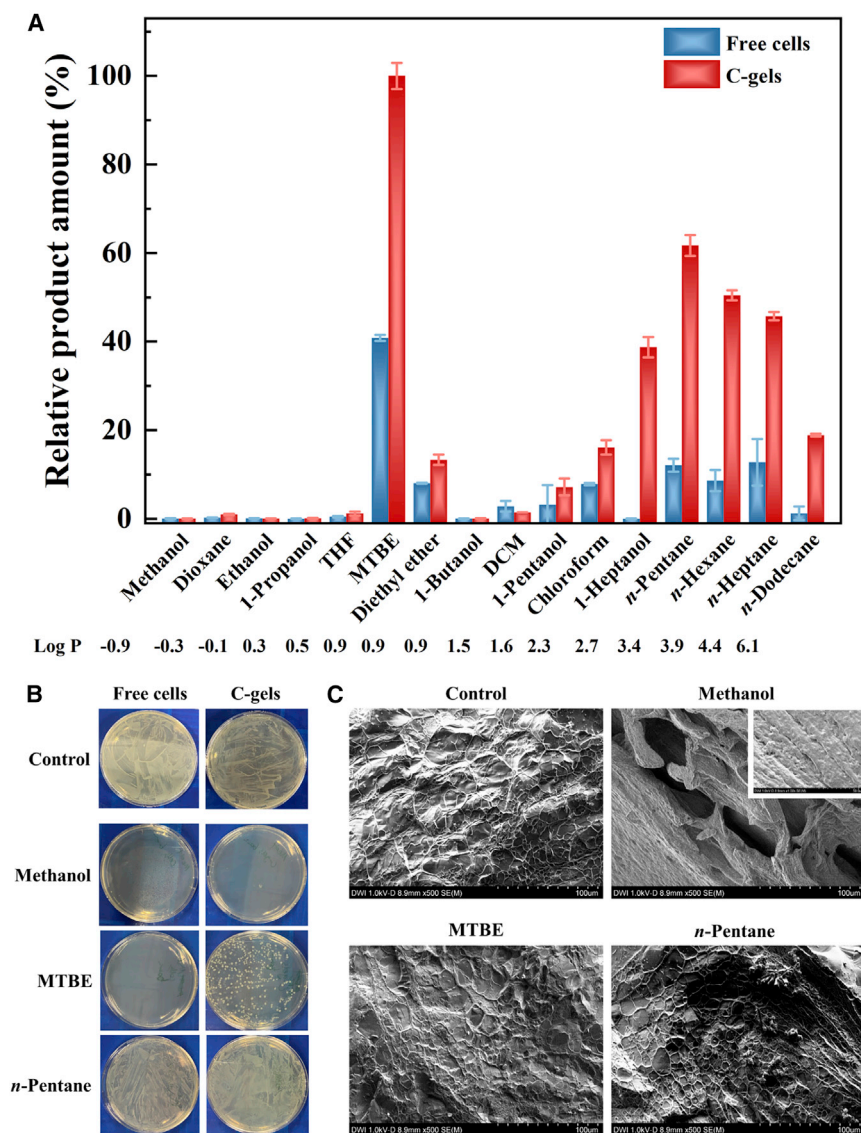 A
Relative product amount (%)
100
80
60
40
20
0
Free cells
C-gels
Methanol
Dioxane
Ethanol
1-Propanol
THF
MTBE
Diethyl ether
1-Butanol
DCM
1-Pentanol
Chloroform
1-Heptanol
n-Pentane
n-Hexane
n-Heptane
n-Dodecane
Log P -0.9 -0.3 -0.1 0.3 0.5 0.9 0.9 0.9 1.5 1.6 2.3 2.7 3.4 3.9 4.4 6.1
B
Free cells C-gels
Control
Methanol
MTBE
n-Pentane
C
Control Methanol
DWI 1.0kV-D 8.9mm x500 SE(M) 100um
DWI 1.0kV-D 8.9mm x500 SE(M) 100um
MTBE n-Pentane
DWI 1.0kV-D 8.9mm x500 SE(M) 100um
DWI 1.0kV-D 8.9mm x500 SE(M) 100um